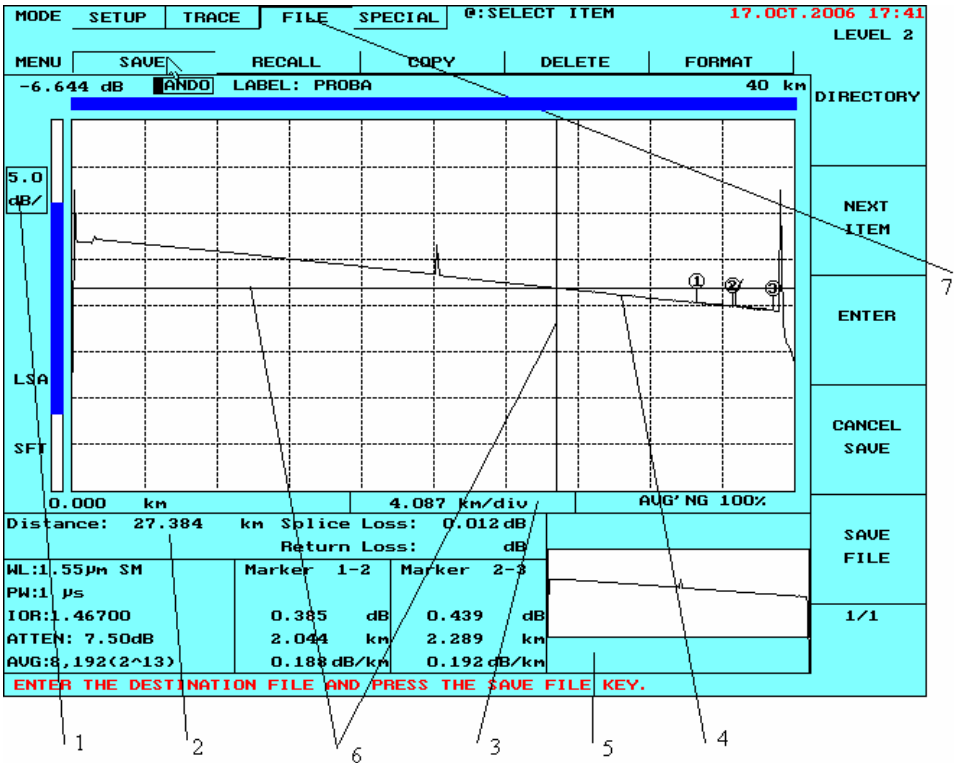 MODE SETUP TRACE FILE SPECIAL @:SELECT ITEM 17.OCT.2006 17:41
LEVEL 2
MENU SAVE RECALL COPY DELETE FORMAT
-6.644 dB ANDO LABEL: PROBA 40 km
DIRECTORY
5.0
dB/
NEXT
ITEM
1 2 3
7
ENTER
LSA
CANCEL
SAVE
SFT
0.000 km 4.087 km/div AVG'NG 100%
Distance: 27.384 km Splice Loss: 0.012 dB
Return Loss: dB
SAVE
FILE
WL:1.55µm SM Marker 1-2 Marker 2-3
PW:1 µs
IOR:1.46700 0.385 dB 0.439 dB
1/1
ATTEN: 7.50dB 2.044 km 2.289 km
AVG:8,192(2^13) 0.188 dB/km 0.192 dB/km
ENTER THE DESTINATION FILE AND PRESS THE SAVE FILE KEY.
1 2 6 3 5 4